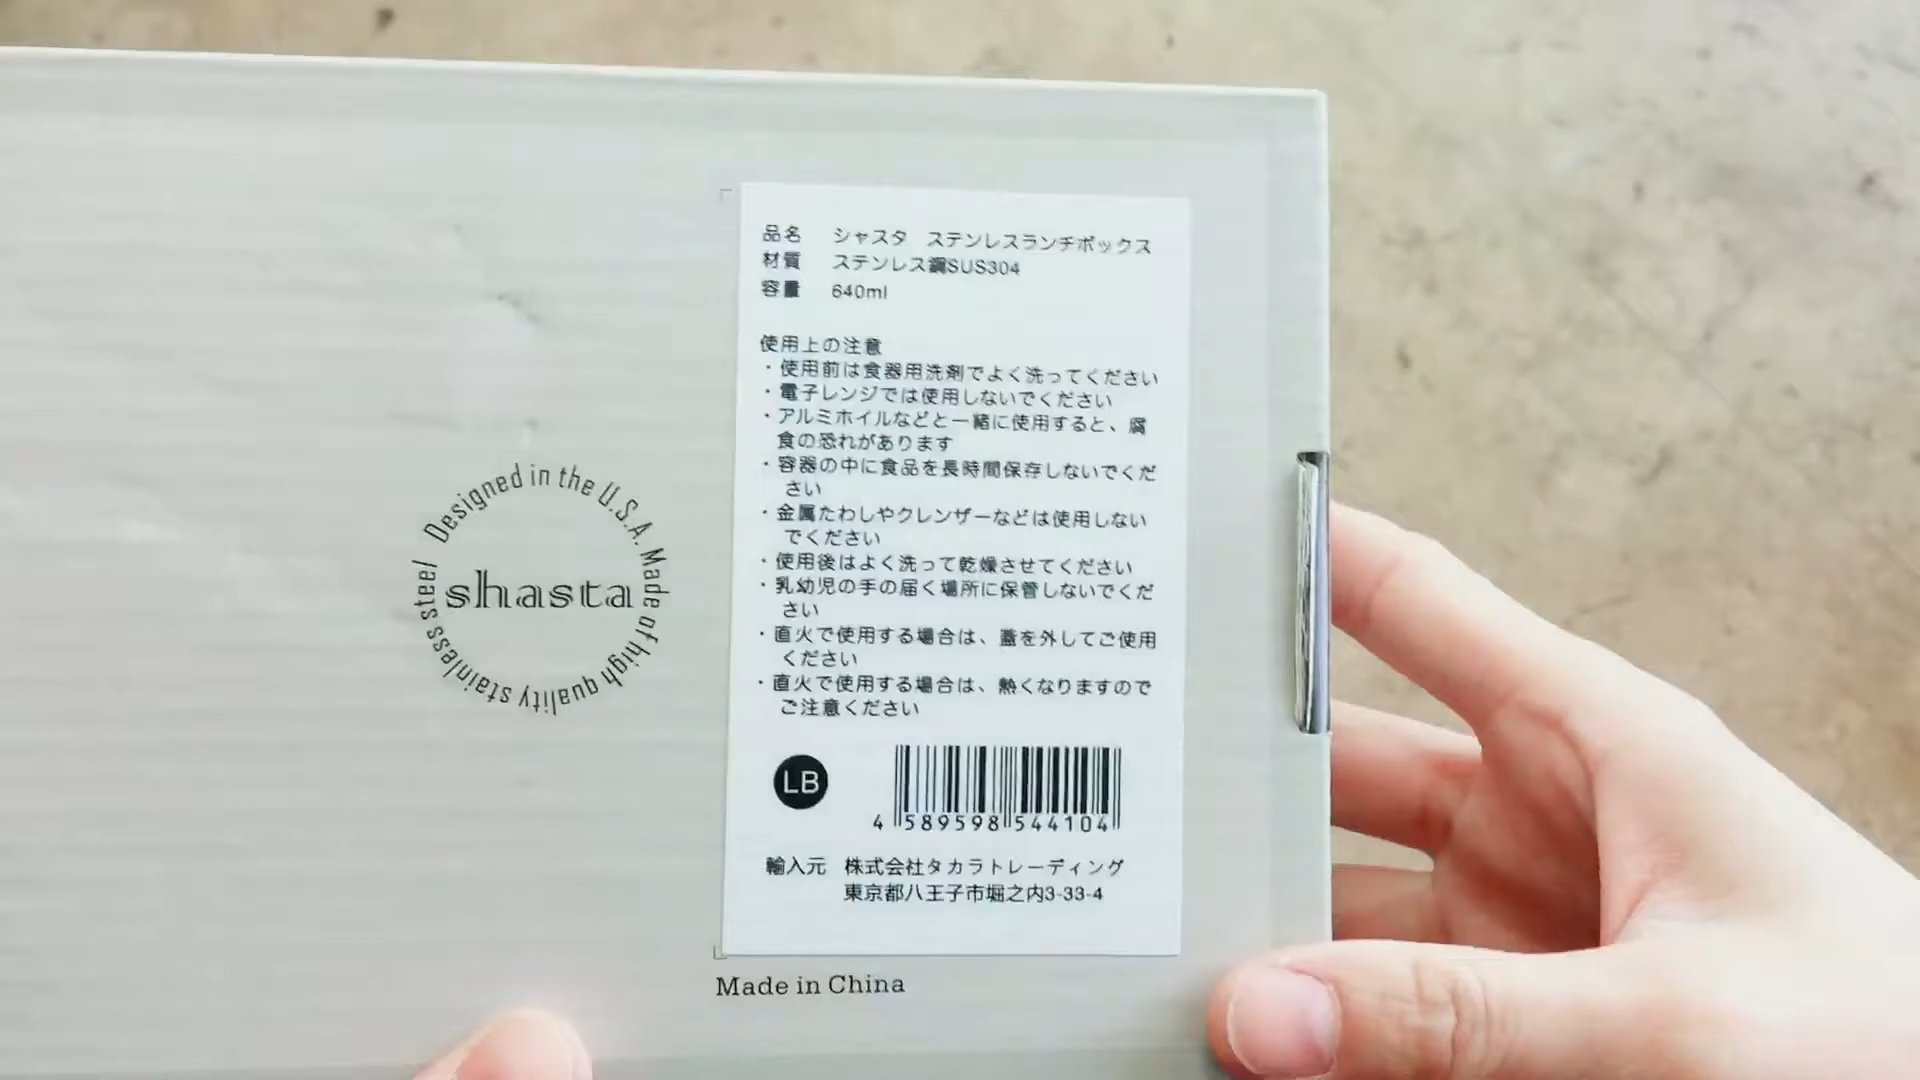 Designed in the U.S.A. Made of high quality stainless steel
shasta
品名 シャスタ ステンレスランチボックス
材質 ステンレス鋼SUS304
容量 640ml
使用上の注意
・使用前は食器用洗剤でよく洗ってください
・電子レンジでは使用しないでください
・アルミホイルなどと一緒に使用すると、腐
食の恐れがあります
・容器の中に食品を長時間保存しないでくだ
さい
・金属たわしやクレンザーなどは使用しない
でください
・使用後はよく洗って乾燥させてください
・乳幼児の手の届く場所に保管しないでくだ
さい
・直火で使用する場合は、蓋を外してご使用
ください
・直火で使用する場合は、熱くなりますので
ご注意ください
LB
4 589598 544104
輸入元 株式会社タカラトレーディング
東京都八王子市堀之内3-33-4
Made in China